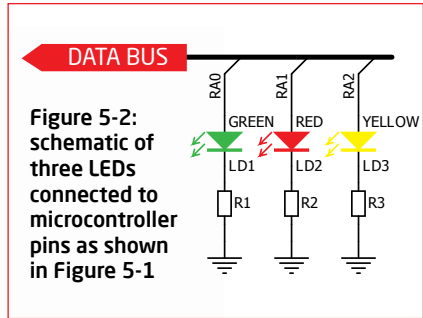 DATA BUS
Figure 5-2:
schematic of
three LEDs
connected to
microcontroller
pins as shown
in Figure 5-1
RA0
RA1
RA2
GREEN
RED
YELLOW
LD1
LD2
LD3
R1
R2
R3